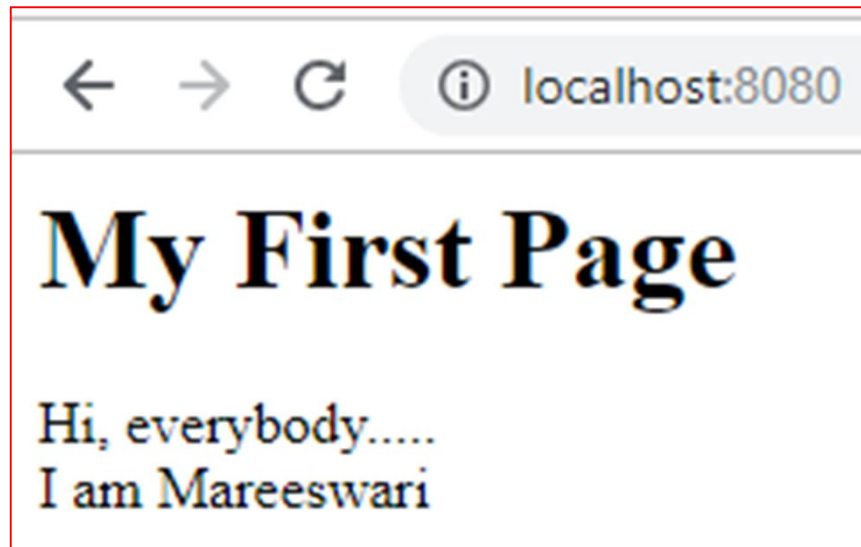 localhost:8080
My First Page
Hi, everybody.....
I am Mareeswari